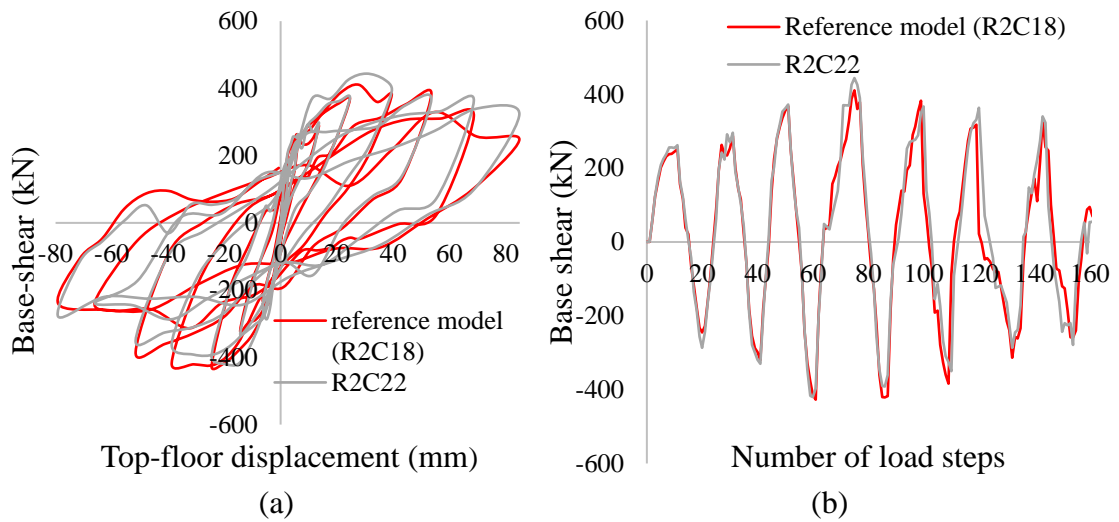 600
400
200
0
-200
-400
-600
-80 -60 -40 -20 0 20 40 60 80
Base-shear (kN)
reference model
(R2C18)
R2C22
Top-floor displacement (mm)
(a)
600
400
200
0
-200
-400
-600
0 20 40 60 80 100 120 140 160
Base shear (kN)
Reference model (R2C18)
R2C22
Number of load steps
(b)